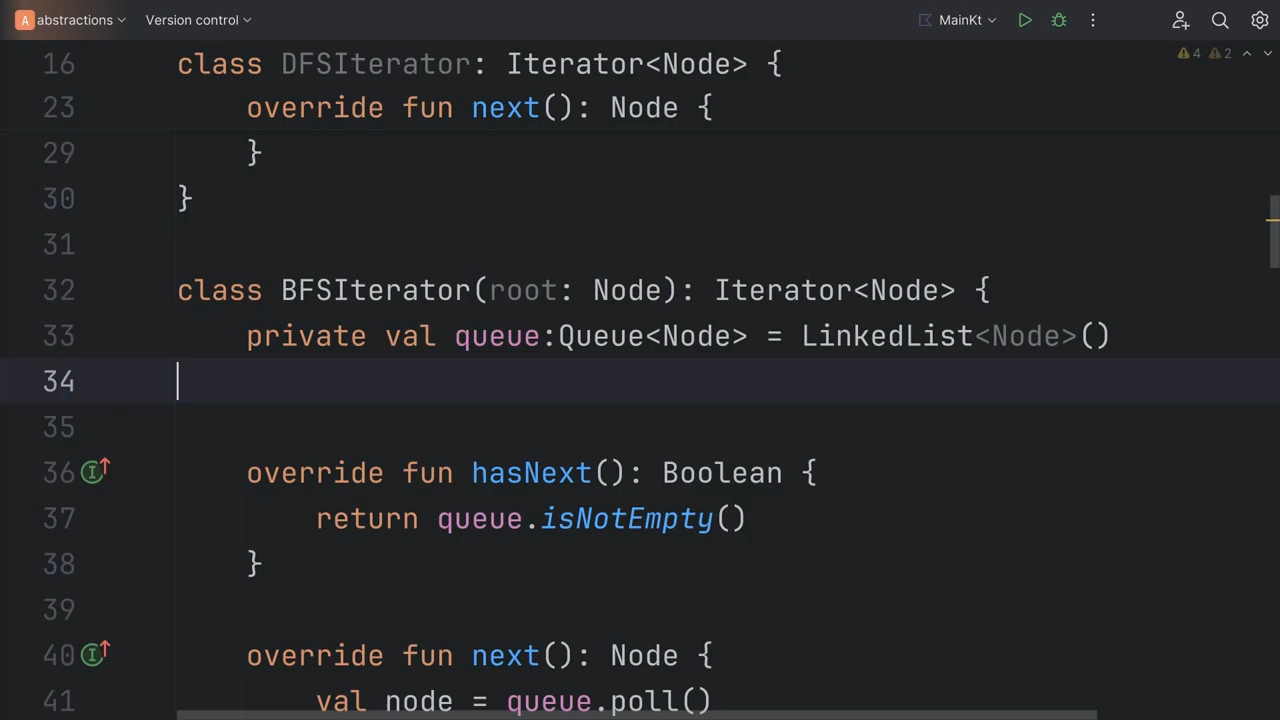 A abstractions Version control MainKt
16 class DFSIterator: Iterator<Node> {
4 2
23 override fun next(): Node {
29 }
30 }
31
32 class BFSIterator(root: Node): Iterator<Node> {
33 private val queue:Queue<Node> = LinkedList<Node>()
34
35
36 override fun hasNext(): Boolean {
37 return queue.isNotEmpty()
38 }
39
40 override fun next(): Node {
41 val node = queue.poll()